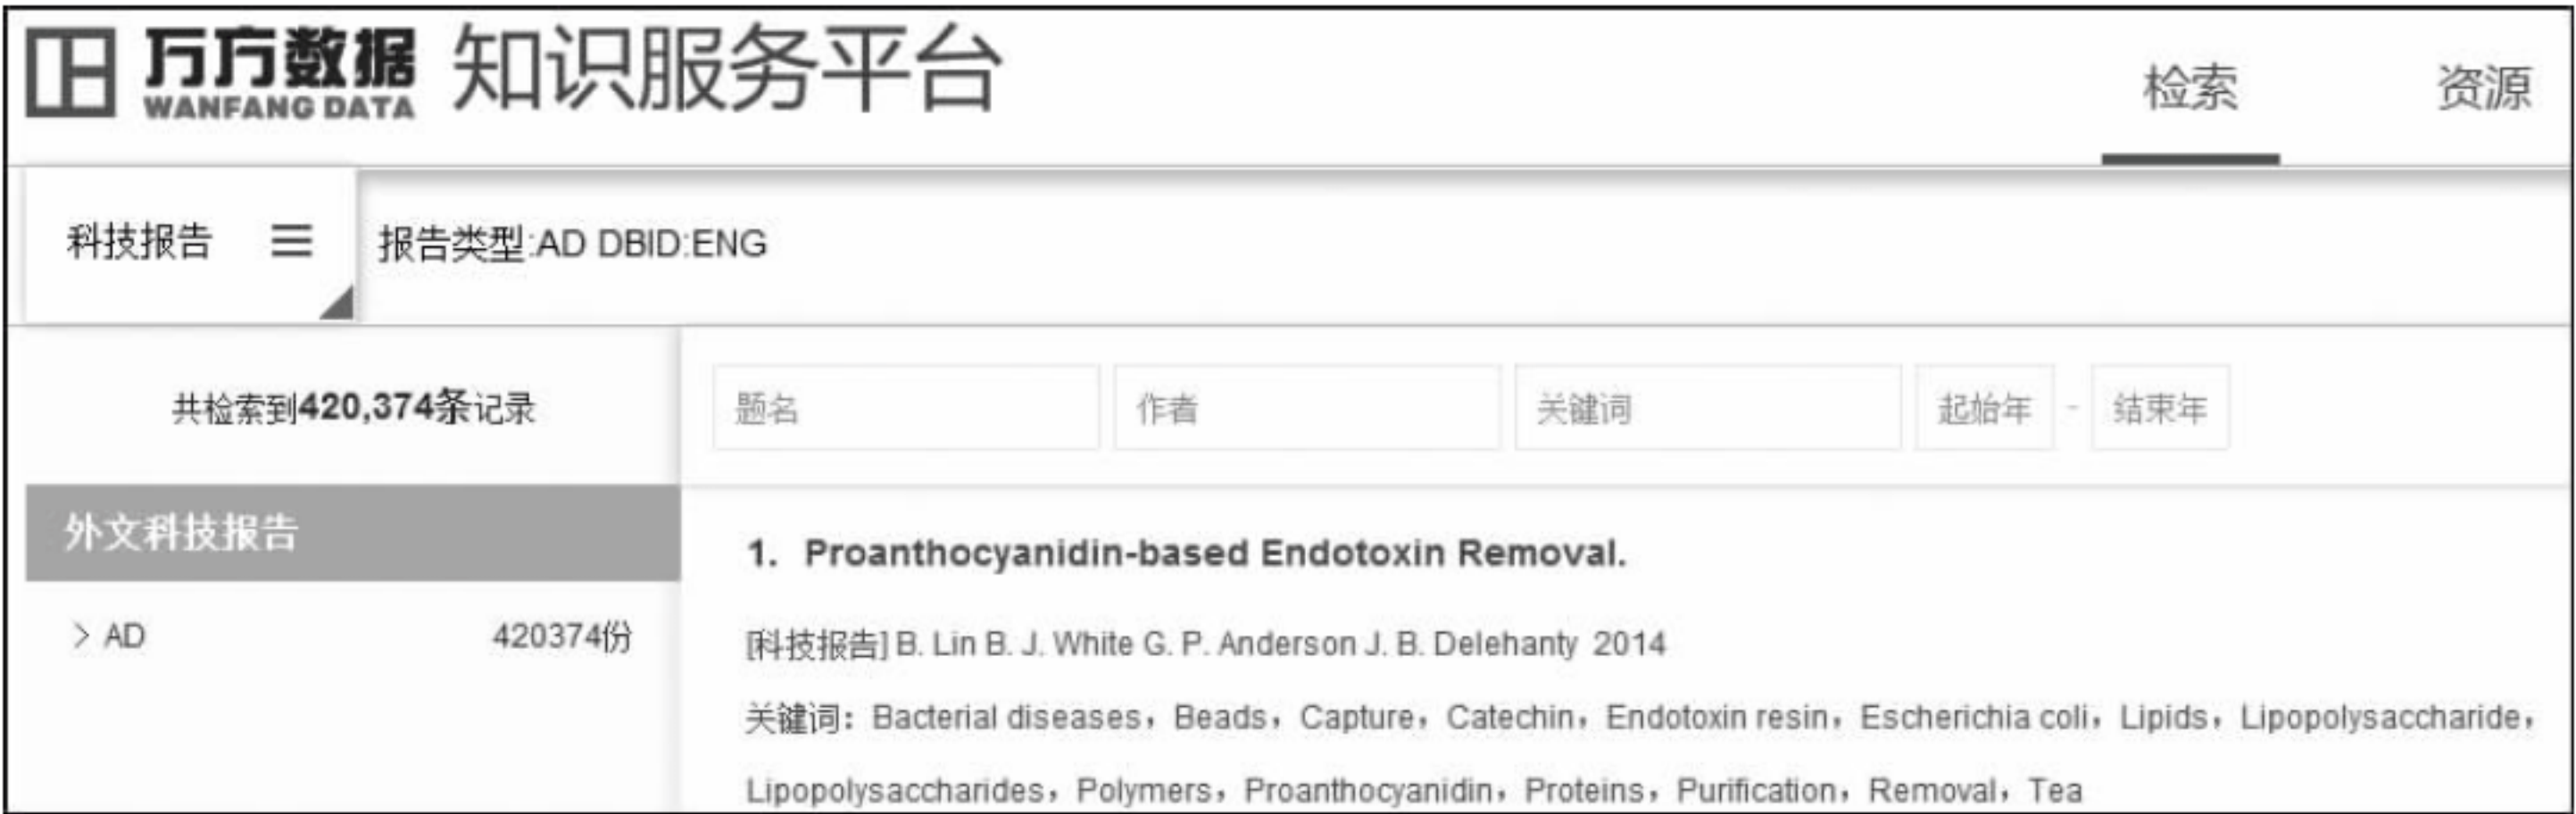 万方数据 知识服务平台
WANFANG DATA
检索 资源
科技报告 报告类型:AD DBID:ENG
共检索到420,374条记录
题名 作者 关键词 起始年 - 结束年
外文科技报告
1. Proanthocyanidin-based Endotoxin Removal.
> AD 420374份
[科技报告] B. Lin B. J. White G. P. Anderson J. B. Delehanty 2014
关键词：Bacterial diseases，Beads，Capture，Catechin，Endotoxin resin，Escherichia coli，Lipids，Lipopolysaccharide，
Lipopolysaccharides，Polymers，Proanthocyanidin，Proteins，Purification，Removal，Tea